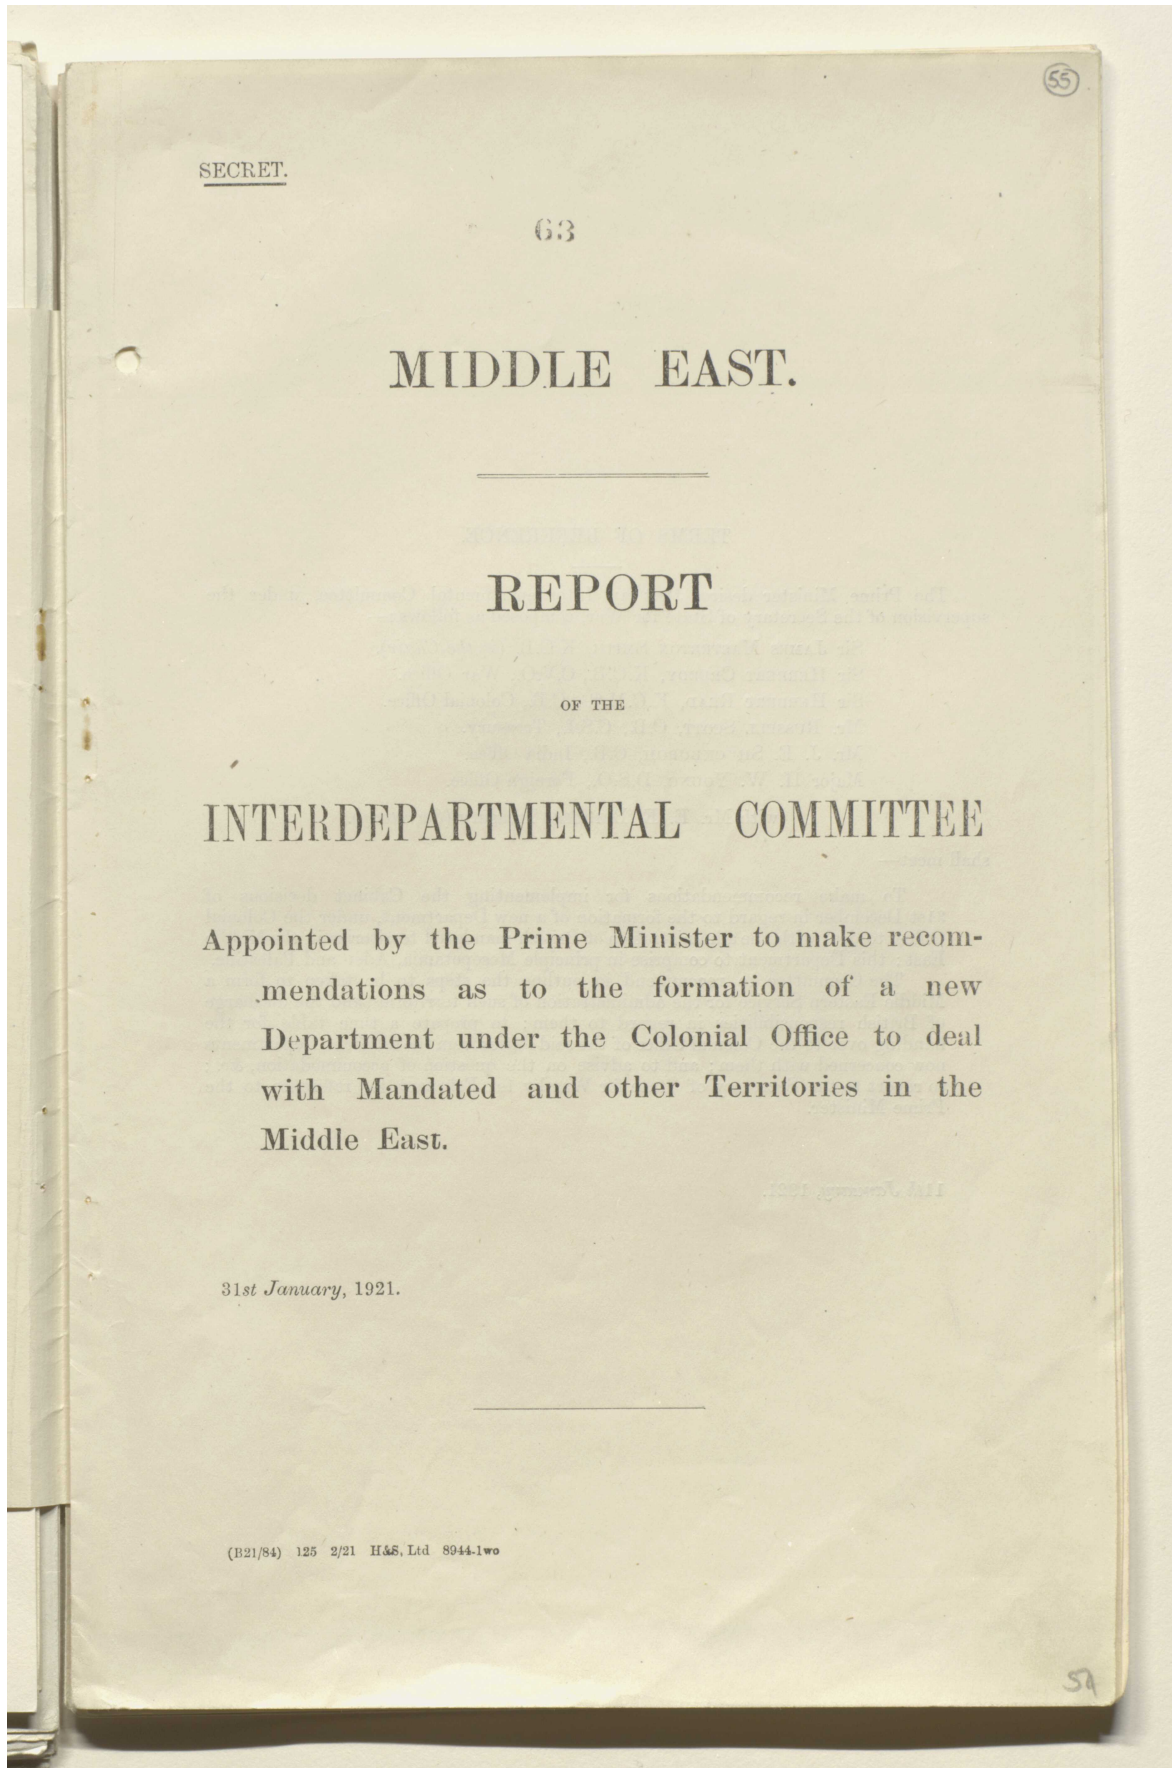 55
SECRET.
63
MIDDLE EAST.
REPORT
OF THE
INTERDEPARTMENTAL COMMITTEE
Appointed by the Prime Minister to make recom-
mendations as to the formation of a new
Department under the Colonial Office to deal
with Mandated and other Territories in the
Middle East.
31st January, 1921.
(B21/84) 125 2/21 H&S, Ltd 8944-1wo